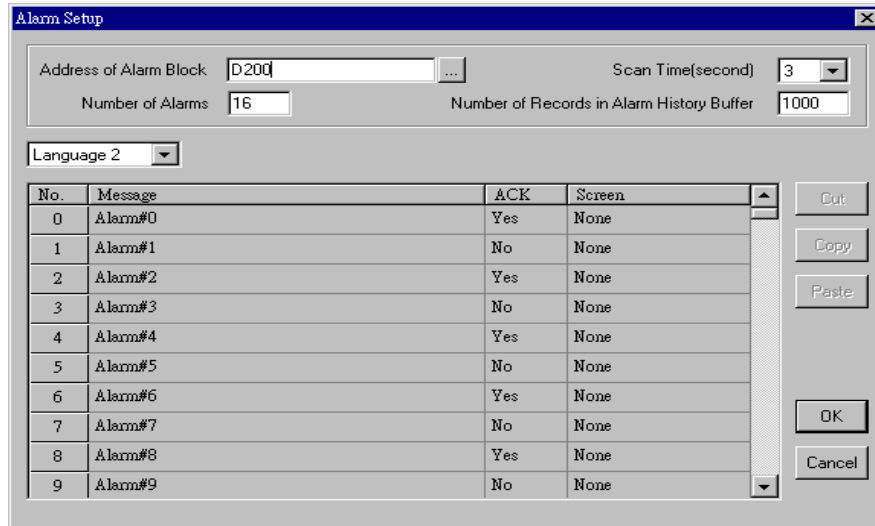 Alarm Setup
Address of Alarm Block D200 ... Scan Time(second) 3
Number of Alarms 16 Number of Records in Alarm History Buffer 1000
Language 2
No. Message ACK Screen
0 Alarm#0 Yes None
1 Alarm#1 No None
2 Alarm#2 Yes None
3 Alarm#3 No None
4 Alarm#4 Yes None
5 Alarm#5 No None
6 Alarm#6 Yes None
7 Alarm#7 No None
8 Alarm#8 Yes None
9 Alarm#9 No None
Cut
Copy
Paste
OK
Cancel